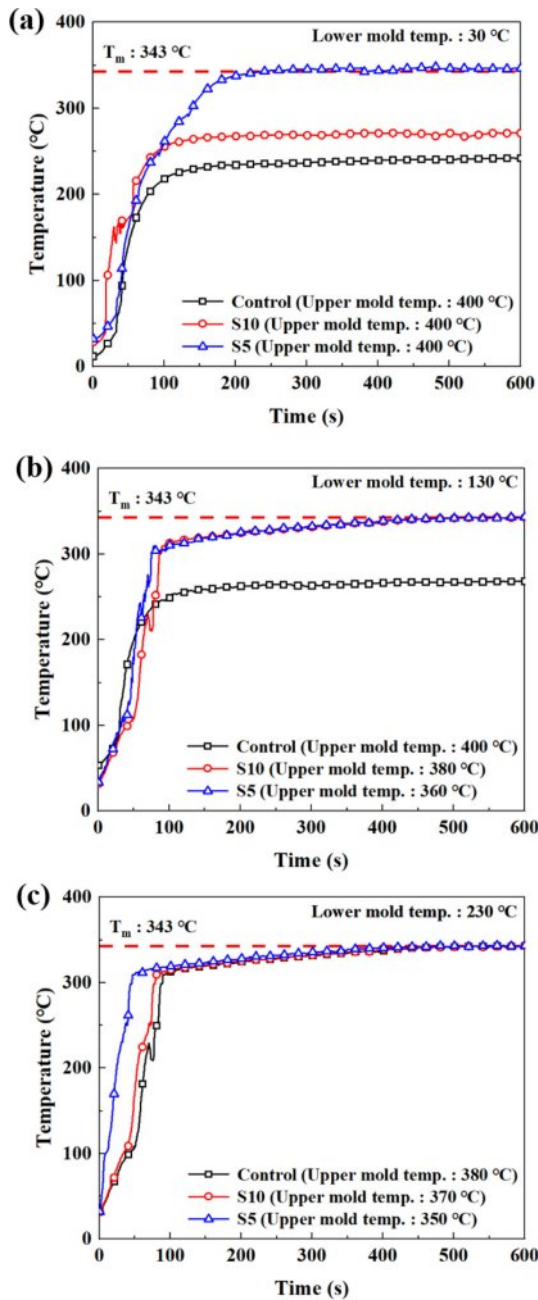 (a)
Tm : 343 °C
Lower mold temp. : 30 °C
400
300
200
100
0
Temperature (°C)
Control (Upper mold temp. : 400 °C)
S10 (Upper mold temp. : 400 °C)
S5 (Upper mold temp. : 400 °C)
0 100 200 300 400 500 600
Time (s)
(b)
Tm : 343 °C
Lower mold temp. : 130 °C
400
300
200
100
0
Temperature (°C)
Control (Upper mold temp. : 400 °C)
S10 (Upper mold temp. : 380 °C)
S5 (Upper mold temp. : 360 °C)
0 100 200 300 400 500 600
Time (s)
(c)
Tm : 343 °C
Lower mold temp. : 230 °C
400
300
200
100
0
Temperature (°C)
Control (Upper mold temp. : 380 °C)
S10 (Upper mold temp. : 370 °C)
S5 (Upper mold temp. : 350 °C)
0 100 200 300 400 500 600
Time (s)